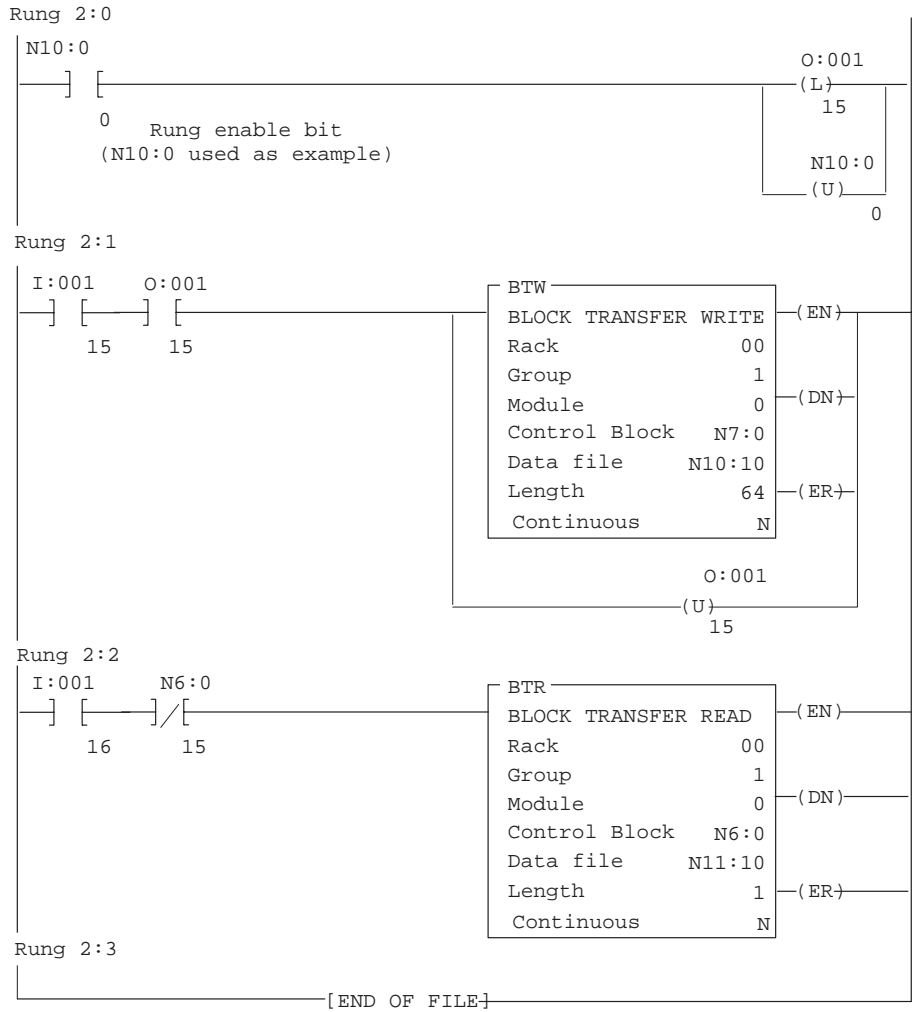 Rung 2:0
N10:0
] [
0
O:001
(L)
15
Rung enable bit
(N10:0 used as example)
N10:0
(U)
0
Rung 2:1
I:001 O:001
] [ ] [
15 15
BTW
BLOCK TRANSFER WRITE (EN)
Rack 00
Group 1
Module 0 (DN)
Control Block N7:0
Data file N10:10
Length 64 (ER)
Continuous N
O:001
(U)
15
Rung 2:2
I:001 N6:0
] [ ]/[
16 15
BTR
BLOCK TRANSFER READ (EN)
Rack 00
Group 1
Module 0 (DN)
Control Block N6:0
Data file N11:10
Length 1 (ER)
Continuous N
Rung 2:3
[END OF FILE]